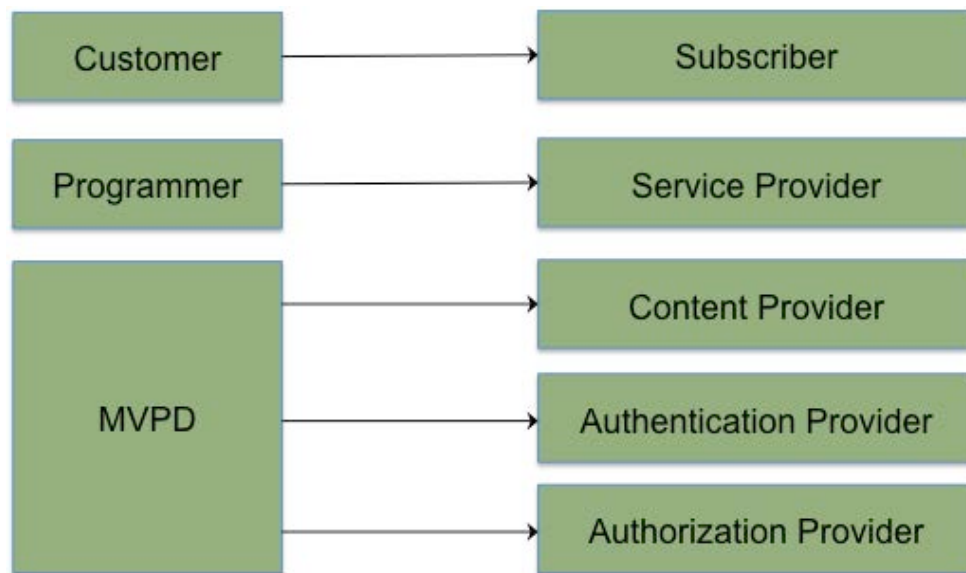 Customer
Subscriber
Programmer
Service Provider
MVPD
Content Provider
Authentication Provider
Authorization Provider